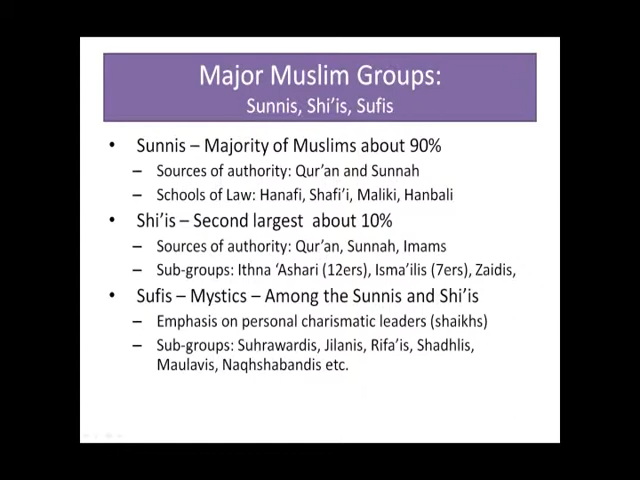 Major Muslim Groups:
Sunnis, Shi'is, Sufis
• Sunnis – Majority of Muslims about 90%
– Sources of authority: Qur'an and Sunnah
– Schools of Law: Hanafi, Shafi'i, Maliki, Hanbali
• Shi'is – Second largest about 10%
– Sources of authority: Qur'an, Sunnah, Imams
– Sub-groups: Ithna 'Ashari (12ers), Isma'ilis (7ers), Zaidis,
• Sufis – Mystics – Among the Sunnis and Shi'is
– Emphasis on personal charismatic leaders (shaikhs)
– Sub-groups: Suhrawardis, Jilanis, Rifa'is, Shadhlis,
Maulavis, Naqhshabandis etc.